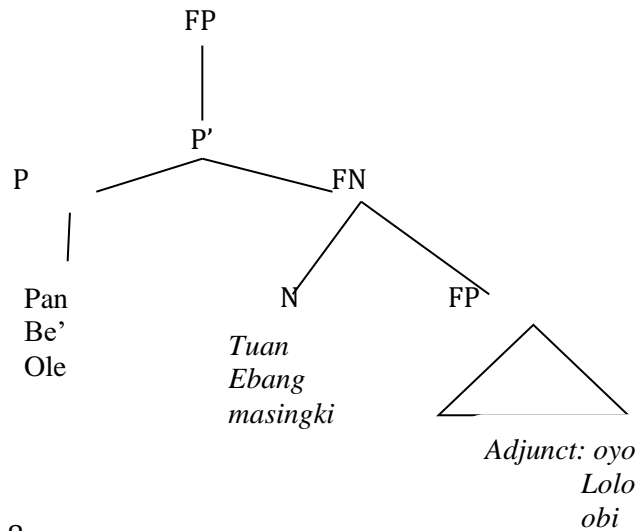 FP
P’
P FN
Pan N FP
Be’
Ole
Tuan
Ebang
masingki
Adjunct: oyo
Lolo
obi